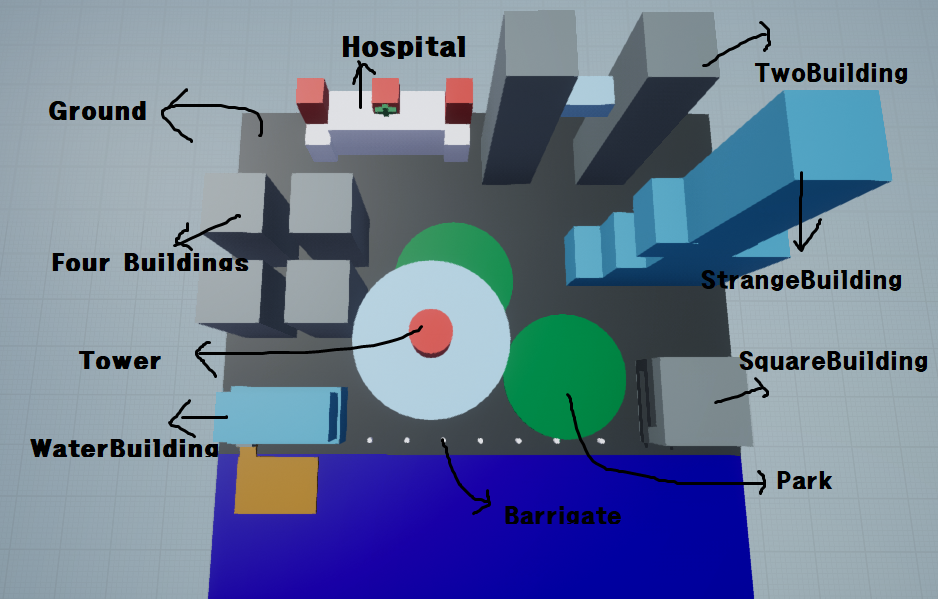 Hospital
TwoBuilding
Ground
Four Buildings
StrangeBuilding
Tower
SquareBuilding
WaterBuilding
Park
Barrigate